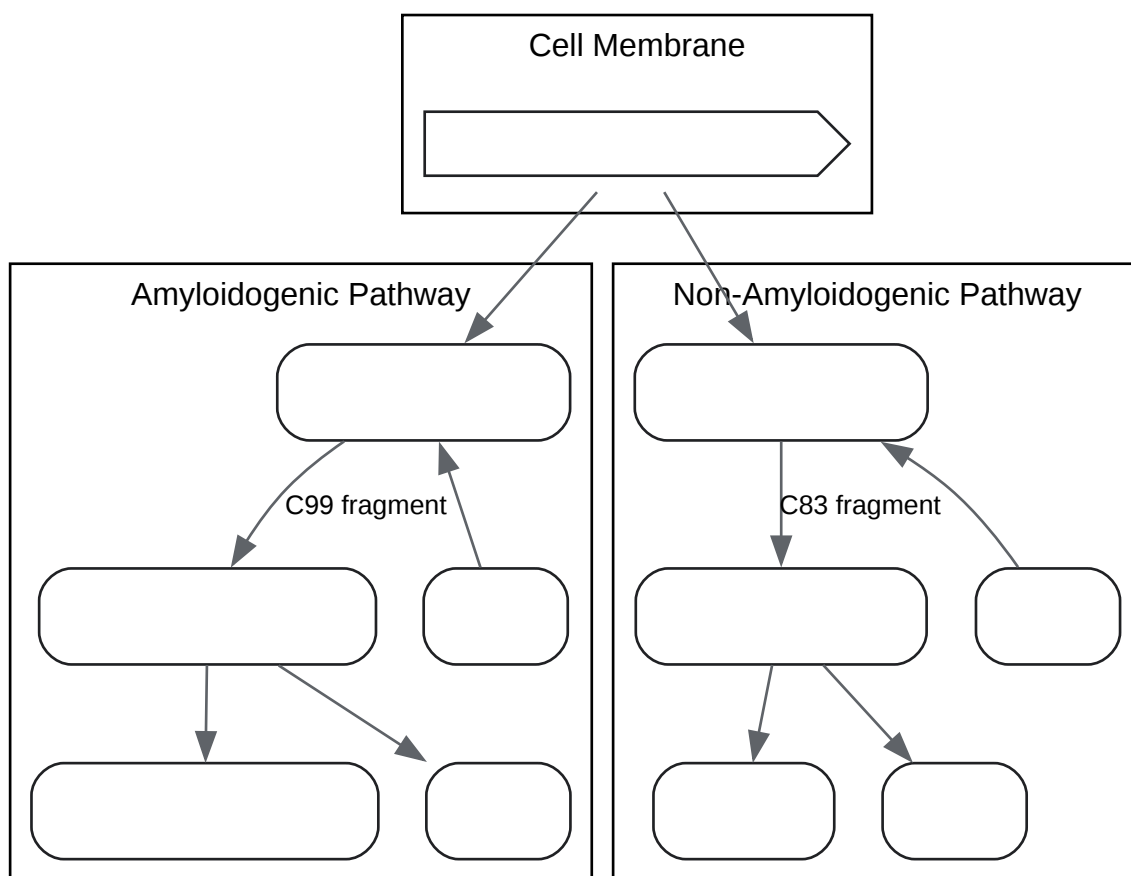 Cell Membrane
Amyloidogenic Pathway
Non-Amyloidogenic Pathway
C99 fragment
C83 fragment